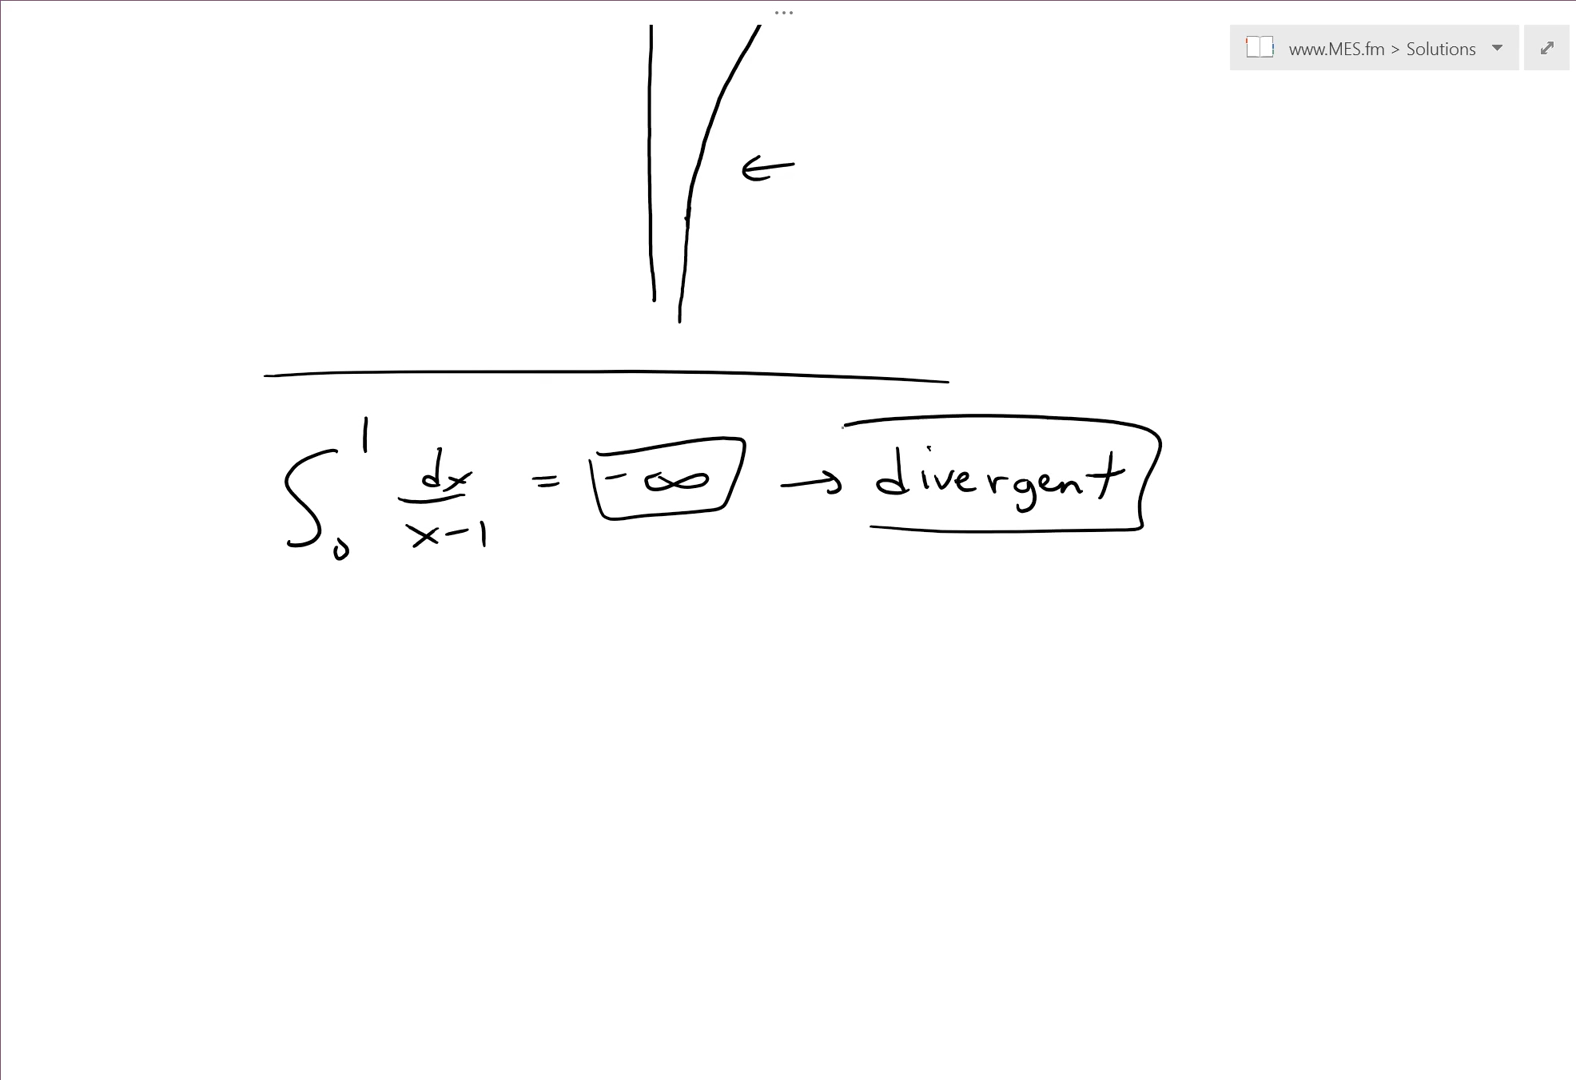 www.MES.fm > Solutions
∫₀¹ dx/(x-1) = -∞ → divergent